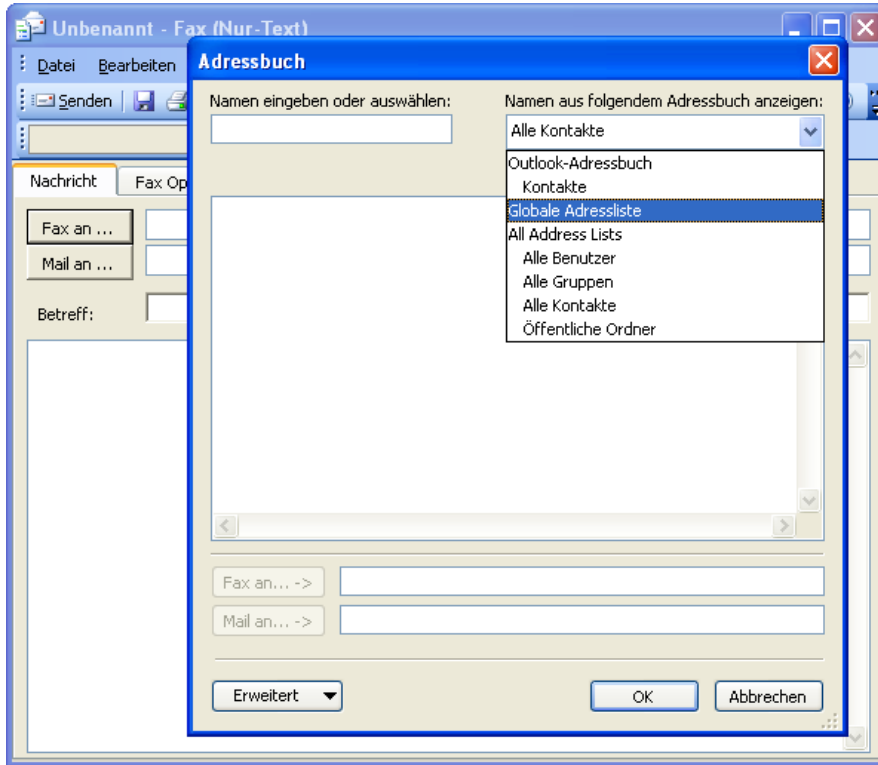 Unbenannt - Fax (Nur-Text)
Datei Bearbeiten
Senden
Nachricht Fax Op
Fax an ...
Mail an ...
Betreff:
Adressbuch
Namen eingeben oder auswählen:
Namen aus folgendem Adressbuch anzeigen:
Alle Kontakte
Outlook-Adressbuch
Kontakte
Globale Adressliste
All Address Lists
Alle Benutzer
Alle Gruppen
Alle Kontakte
Öffentliche Ordner
Fax an... ->
Mail an... ->
Erweitert
OK
Abbrechen